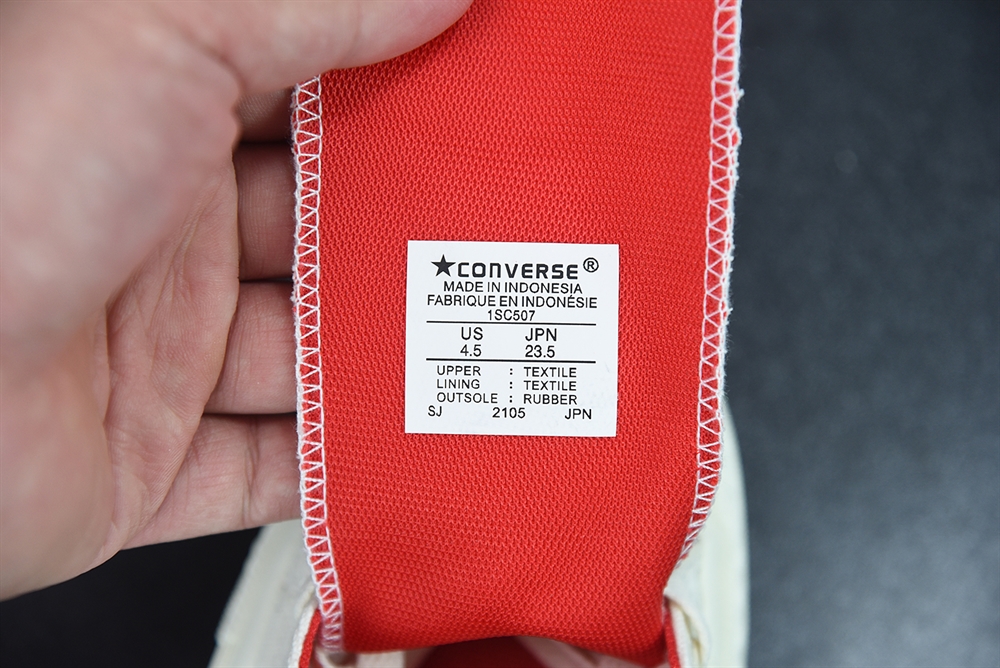 ★CONVERSE®
MADE IN INDONESIA
FABRIQUE EN INDONÉSIE
1SC507
US JPN
4.5 23.5
UPPER : TEXTILE
LINING : TEXTILE
OUTSOLE : RUBBER
SJ 2105 JPN